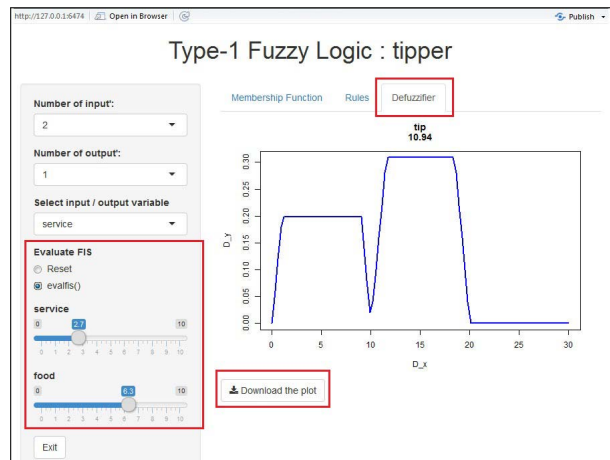 http://127.0.0.1:6474 Open in Browser Publish
Type-1 Fuzzy Logic : tipper
Number of input':
2
Number of output':
1
Select input / output variable
service
Evaluate FIS
Reset
evalfis()
service
0 2.7 10
0 1 2 3 4 5 6 7 8 9 10
food
0 6.3 10
0 1 2 3 4 5 6 7 8 9 10
Exit
Membership Function Rules Defuzzifier
tip
10.94
D_y
0.30
0.25
0.20
0.15
0.10
0.05
0.00
0 5 10 15 20 25 30
D_x
Download the plot